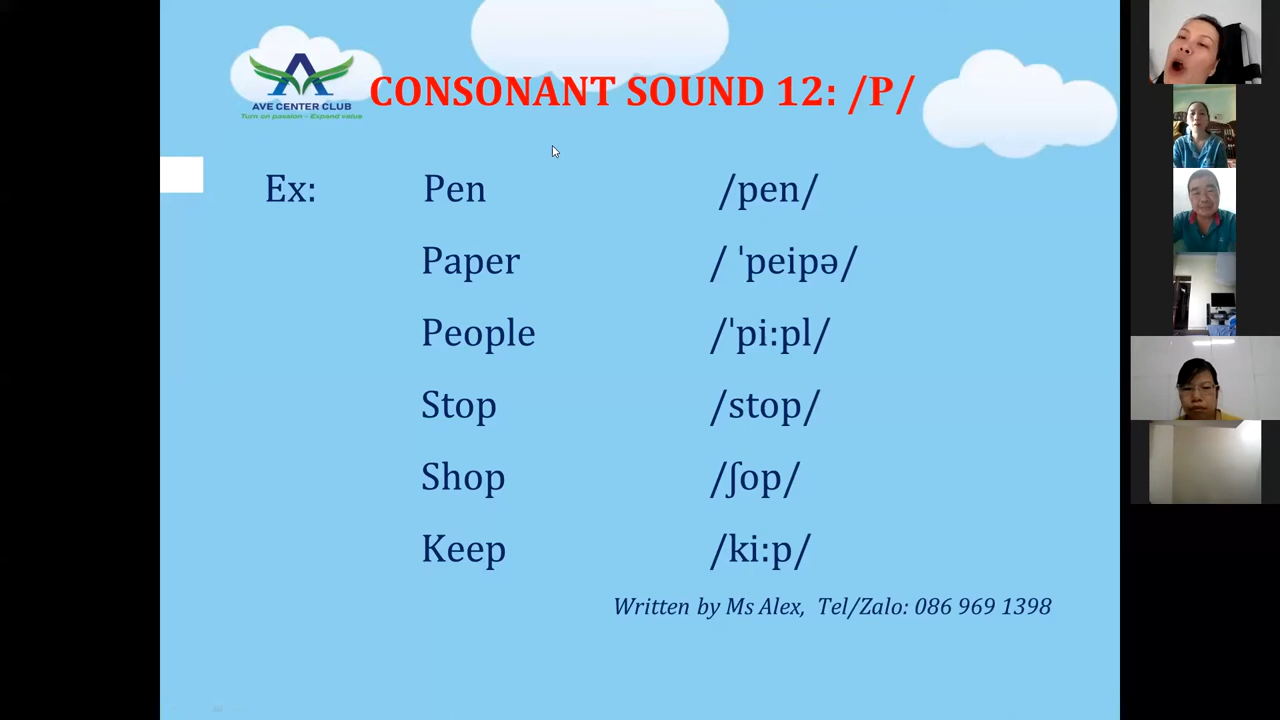 AVE CENTER CLUB
Turn on passion - Expand value
CONSONANT SOUND 12: /P/
Ex: Pen /pen/
Paper / ˈpeipə/
People /ˈpi:pl/
Stop /stop/
Shop /ʃop/
Keep /ki:p/
Written by Ms Alex, Tel/Zalo: 086 969 1398